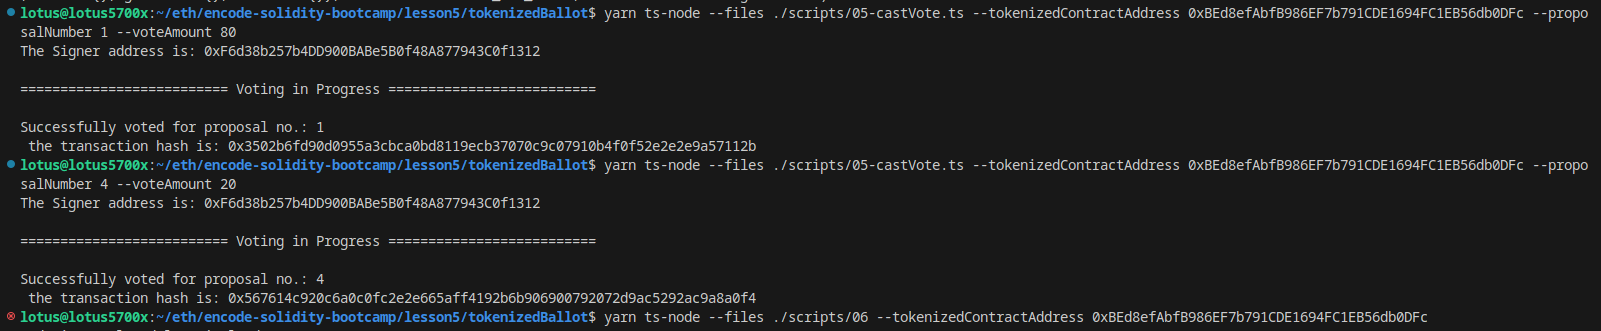 lotus@lotus5700x:~/eth/encode-solidity-bootcamp/lesson5/tokenizedBallot$ yarn ts-node --files ./scripts/05-castVote.ts --tokenizedContractAddress 0xBEd8efAbfB986EF7b791CDE1694FC1EB56db0DFc --propo
salNumber 1 --voteAmount 80
The Signer address is: 0xF6d38b257b4DD900BABe5B0f48A877943C0f1312
========================== Voting in Progress ==========================
Successfully voted for proposal no.: 1
the transaction hash is: 0x3502b6fd90d0955a3cbca0bd8119ecb37070c9c07910b4f0f52e2e2e9a57112b
lotus@lotus5700x:~/eth/encode-solidity-bootcamp/lesson5/tokenizedBallot$ yarn ts-node --files ./scripts/05-castVote.ts --tokenizedContractAddress 0xBEd8efAbfB986EF7b791CDE1694FC1EB56db0DFc --propo
salNumber 4 --voteAmount 20
The Signer address is: 0xF6d38b257b4DD900BABe5B0f48A877943C0f1312
========================== Voting in Progress ==========================
Successfully voted for proposal no.: 4
the transaction hash is: 0x567614c920c6a0c0fc2e2e665aff4192b6b906900792072d9ac5292ac9a8a0f4
lotus@lotus5700x:~/eth/encode-solidity-bootcamp/lesson5/tokenizedBallot$ yarn ts-node --files ./scripts/06 --tokenizedContractAddress 0xBEd8efAbfB986EF7b791CDE1694FC1EB56db0DFc